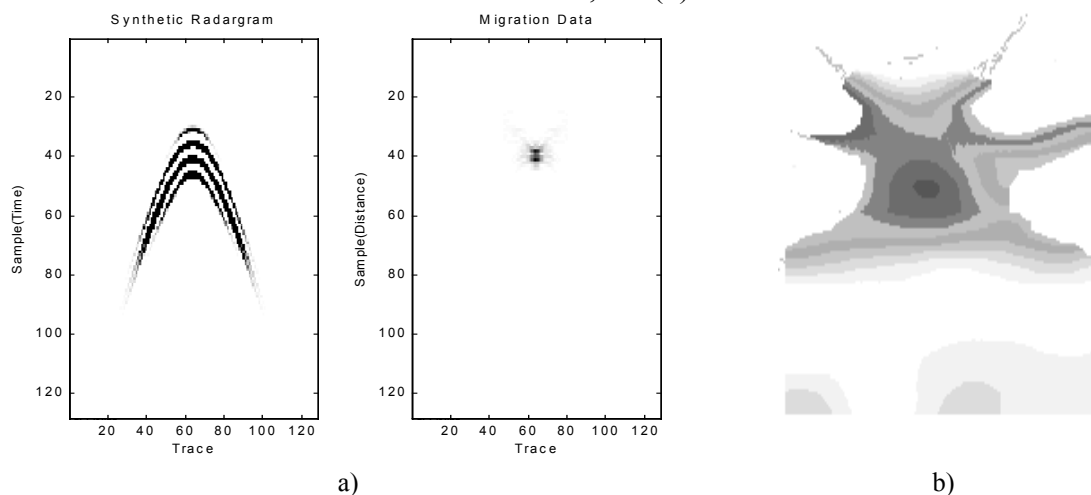 Synthetic Radargram
20
40
60
80
100
120
Sample(Time)
20 40 60 80 100 120
Trace
Migration Data
20
40
60
80
100
120
Sample(Distance)
20 40 60 80 100 120
Trace
a)
b)